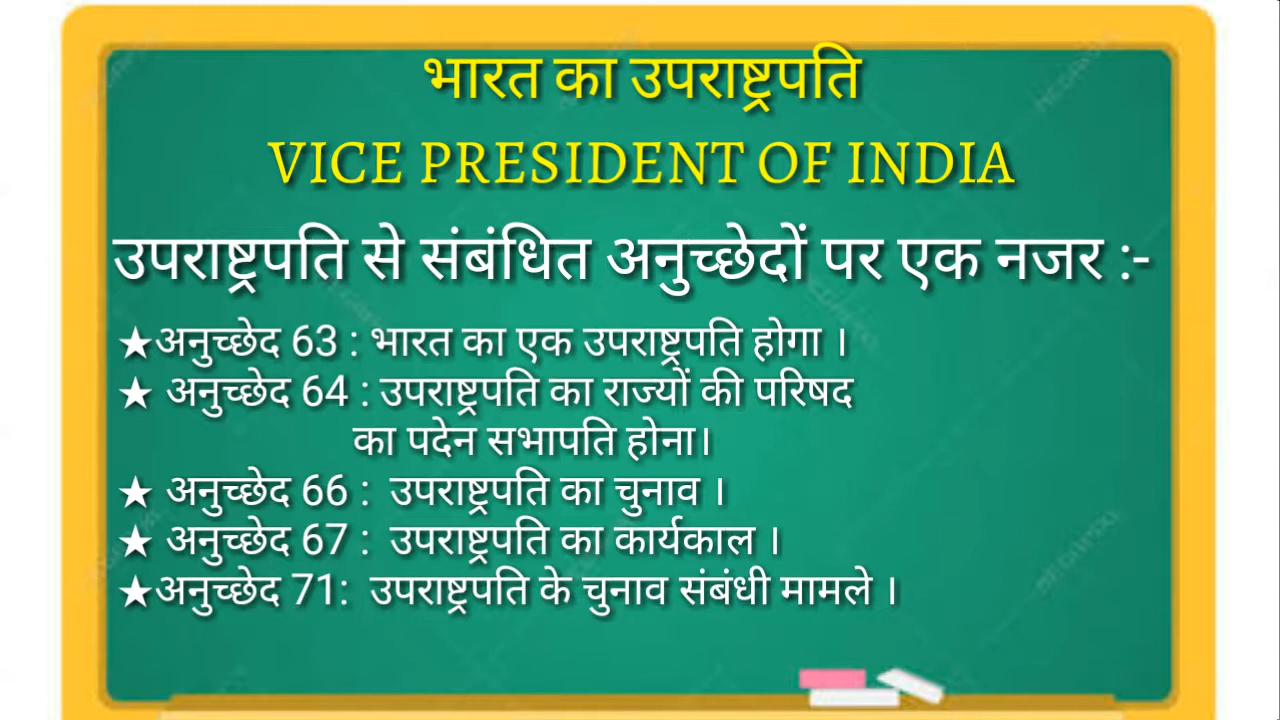 भारत का उपराष्ट्रपति
VICE PRESIDENT OF INDIA
उपराष्ट्रपति से संबंधित अनुच्छेदों पर एक नजर :-
★अनुच्छेद 63 : भारत का एक उपराष्ट्रपति होगा ।
★ अनुच्छेद 64 : उपराष्ट्रपति का राज्यों की परिषद
का पदेन सभापति होना।
★ अनुच्छेद 66 : उपराष्ट्रपति का चुनाव ।
★ अनुच्छेद 67 : उपराष्ट्रपति का कार्यकाल ।
★अनुच्छेद 71: उपराष्ट्रपति के चुनाव संबंधी मामले ।